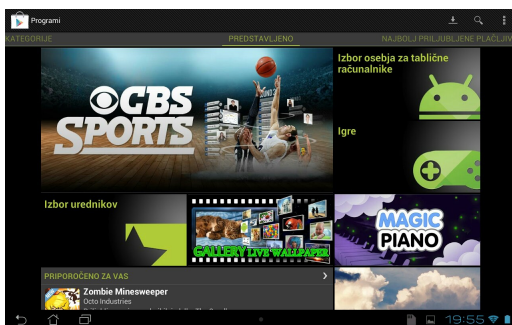 Programi
KATEGORIJE
PREDSTAVLJENO
NAJBOLJ PRILJUBLJENE PLAČLJIV
CBS
SPORTS
Izbor osebja za tablične
računalnike
Igre
Izbor urednikov
GALLERY LIVE WALLPAPER
MAGIC
PIANO
PRIPOROČENO ZA VAS
Zombie Minesweeper
Octo Industries
19:55